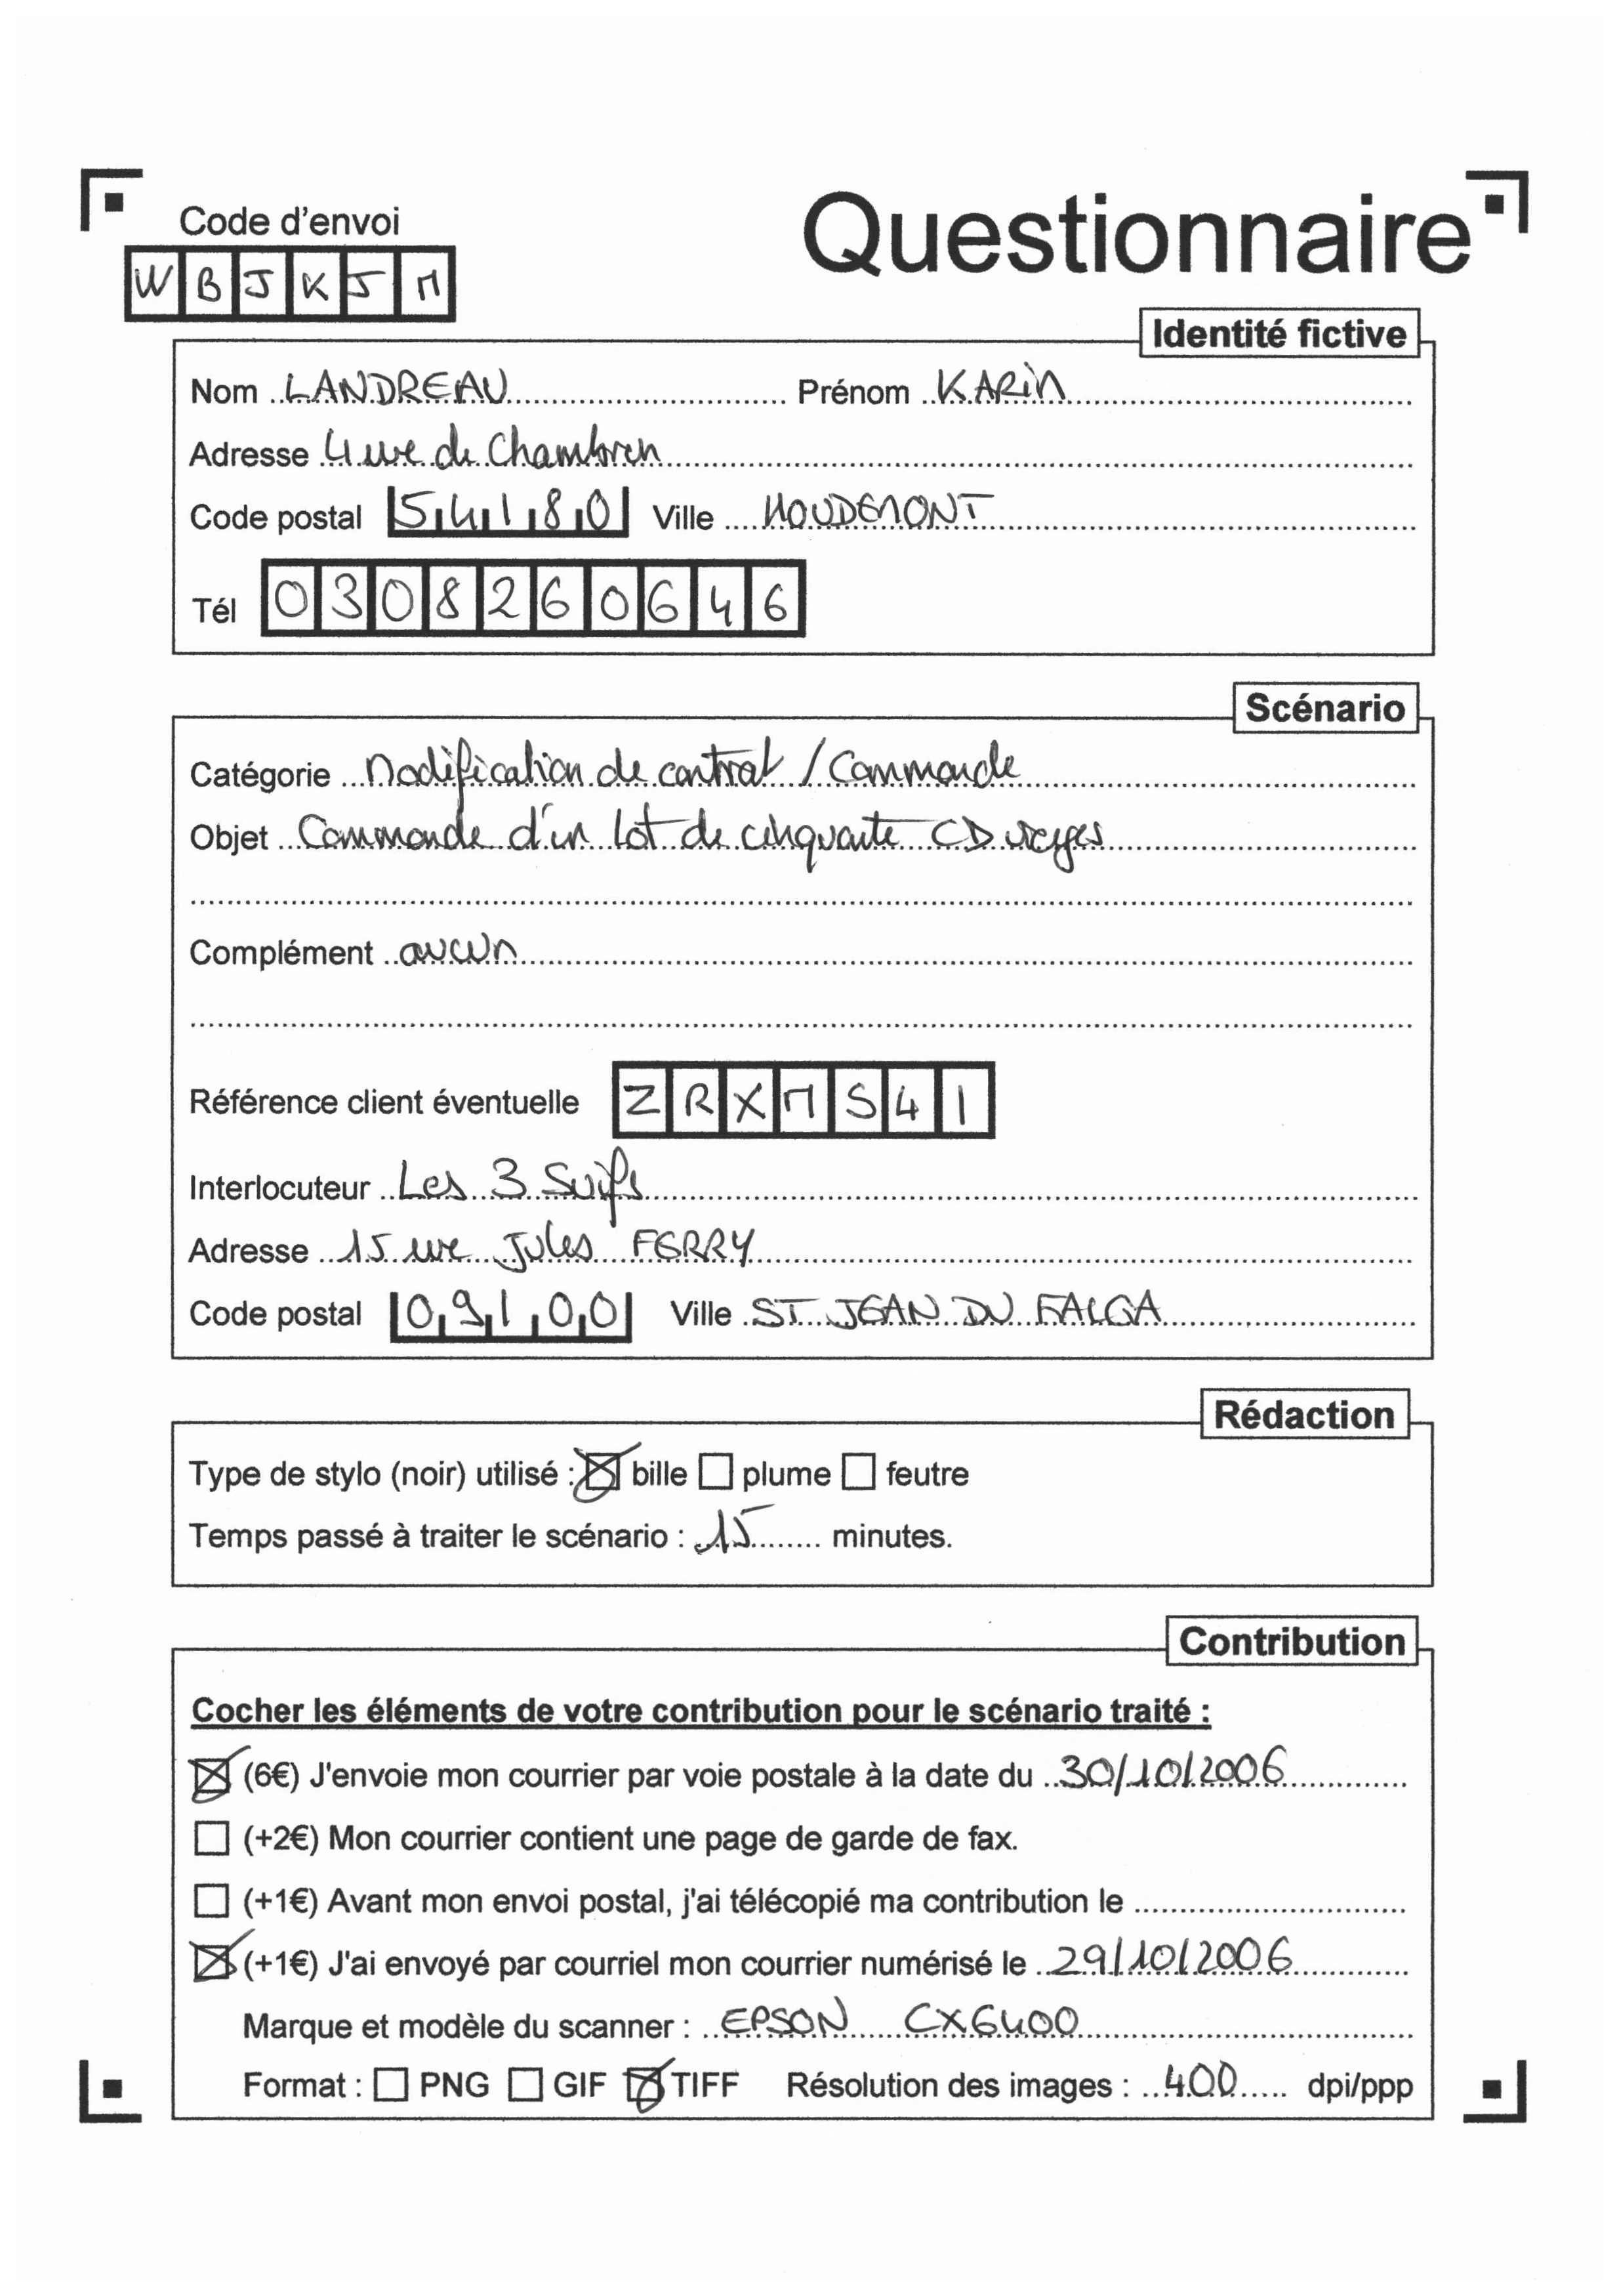 Code d'envoi
Questionnaire
WBJKJM
Identité fictive
Nom LANDREAU Prénom KARIN
Adresse 4 rue de Chambren
Code postal 54180 Ville HOUDEMONT
Tél 0308260646
Scénario
Catégorie Modification de contrat / Commande
Objet Commande d'un lot de cinquante CD vierges
Complément aucun
Référence client éventuelle ZRXMS41
Interlocuteur Les 3 Suifs
Adresse 15 rue Jules FERRY
Code postal 09100 Ville ST JEAN DU FALGA
Rédaction
Type de stylo (noir) utilisé : bille plume feutre
Temps passé à traiter le scénario : 15 minutes.
Contribution
Cocher les éléments de votre contribution pour le scénario traité :
(6€) J'envoie mon courrier par voie postale à la date du 30/10/2006
(+2€) Mon courrier contient une page de garde de fax.
(+1€) Avant mon envoi postal, j'ai télécopié ma contribution le
(+1€) J'ai envoyé par courriel mon courrier numérisé le 29/10/2006
Marque et modèle du scanner : EPSON CX6400
Format : PNG GIF TIFF Résolution des images : 400 dpi/ppp